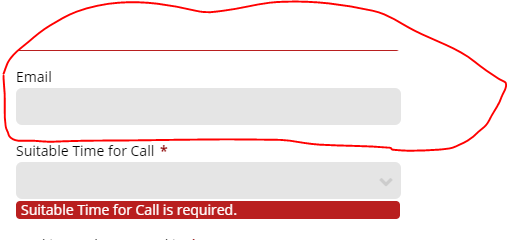 Email
Suitable Time for Call *
Suitable Time for Call is required.